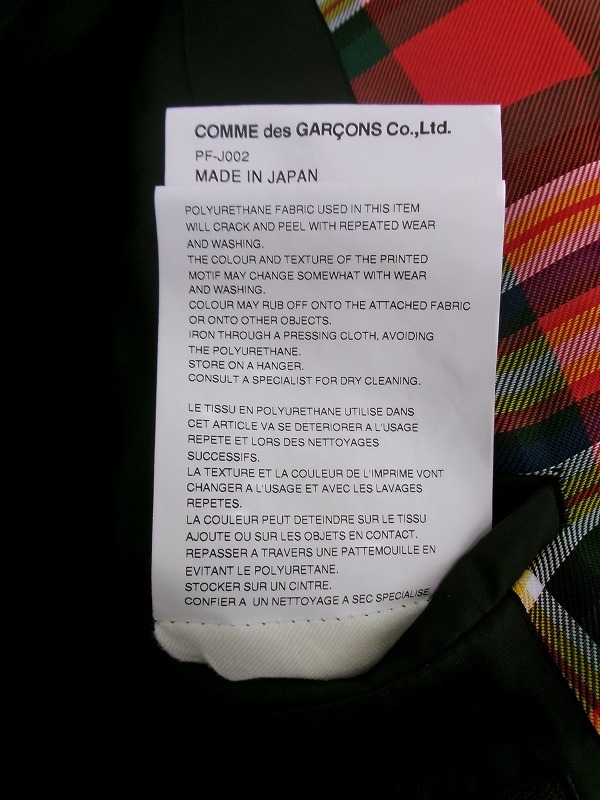 COMME des GARÇONS Co.,Ltd.
PF-J002
MADE IN JAPAN
POLYURETHANE FABRIC USED IN THIS ITEM
WILL CRACK AND PEEL WITH REPEATED WEAR
AND WASHING.
THE COLOUR AND TEXTURE OF THE PRINTED
MOTIF MAY CHANGE SOMEWHAT WITH WEAR
AND WASHING.
COLOUR MAY RUB OFF ONTO THE ATTACHED FABRIC
OR ONTO OTHER OBJECTS.
IRON THROUGH A PRESSING CLOTH, AVOIDING
THE POLYURETHANE.
STORE ON A HANGER.
CONSULT A SPECIALIST FOR DRY CLEANING.
LE TISSU EN POLYURETHANE UTILISE DANS
CET ARTICLE VA SE DETERIORER A L'USAGE
REPETE ET LORS DES NETTOYAGES
SUCCESSIFS.
LA TEXTURE ET LA COULEUR DE L'IMPRIME VONT
CHANGER A L'USAGE ET AVEC LES LAVAGES
REPETES.
LA COULEUR PEUT DETEINDRE SUR LE TISSU
AJOUTE OU SUR LES OBJETS EN CONTACT.
REPASSER A TRAVERS UNE PATTEMOUILLE EN
EVITANT LE POLYURETANE.
STOCKER SUR UN CINTRE.
CONFIER A UN NETTOYAGE A SEC SPECIALISE.